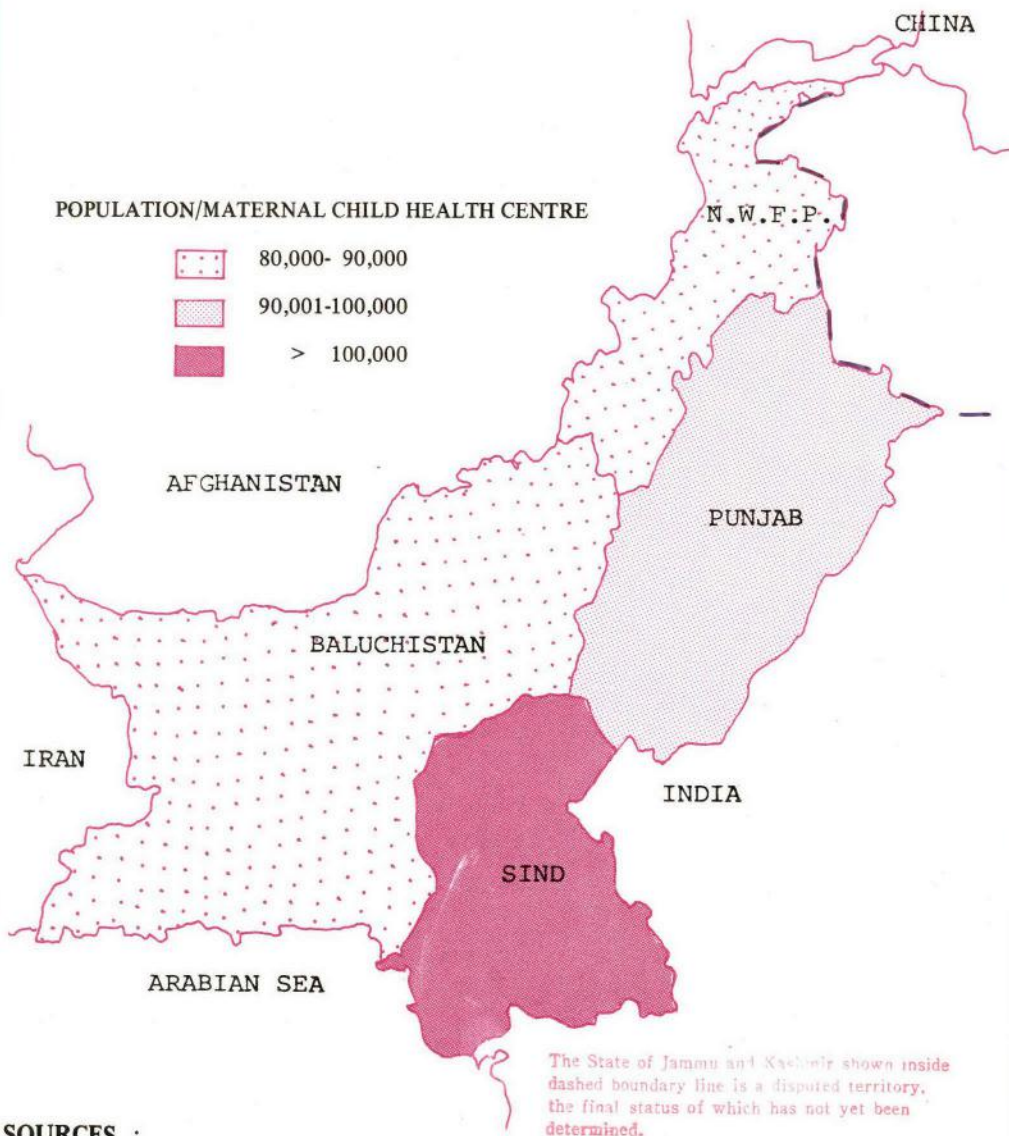 CHINA
POPULATION/MATERNAL CHILD HEALTH CENTRE
N.W.F.P.
80,000- 90,000
90,001-100,000
> 100,000
AFGHANISTAN
PUNJAB
BALUCHISTAN
IRAN
INDIA
SIND
ARABIAN SEA
The State of Jammu and Kashmir shown inside
dashed boundary line is a disputed territory,
the final status of which has not yet been
determined.
SOURCES :